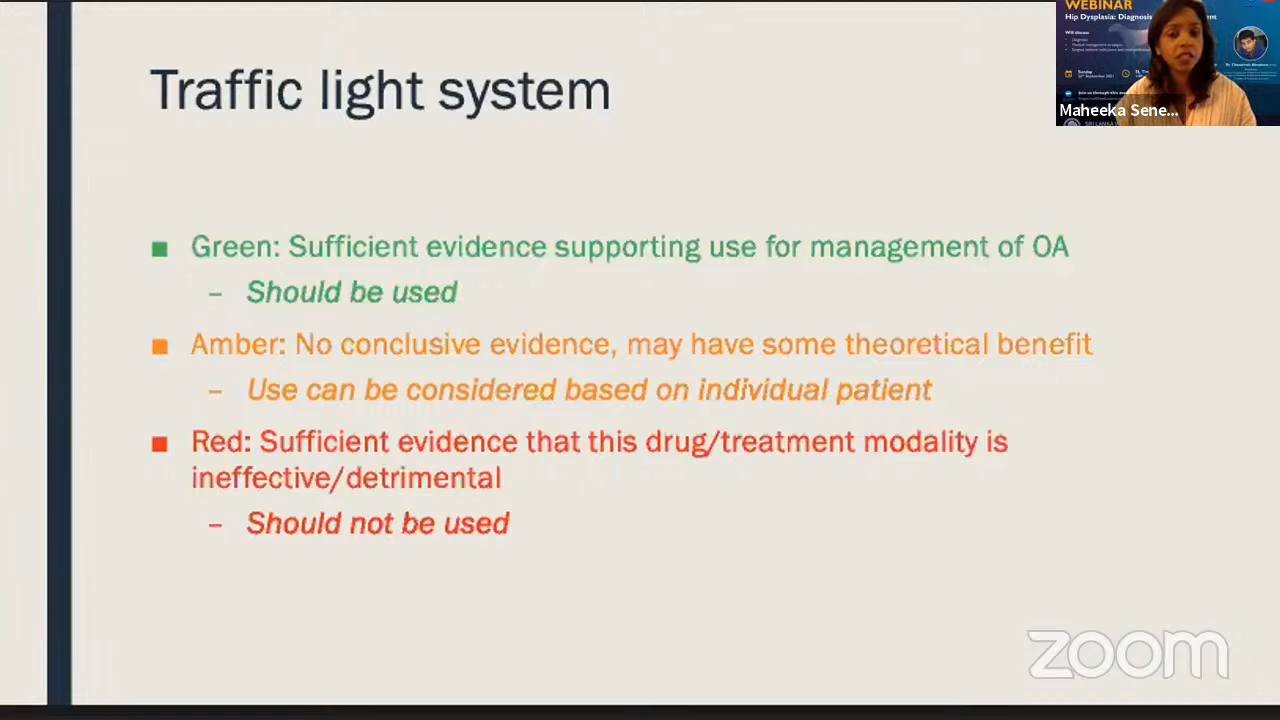 WEBINAR
Hip Dysplasia: Diagnosis
Will discuss
Traffic light system
Maheeka Sene...
■ Green: Sufficient evidence supporting use for management of OA
– Should be used
■ Amber: No conclusive evidence, may have some theoretical benefit
– Use can be considered based on individual patient
■ Red: Sufficient evidence that this drug/treatment modality is
ineffective/detrimental
– Should not be used
zoom